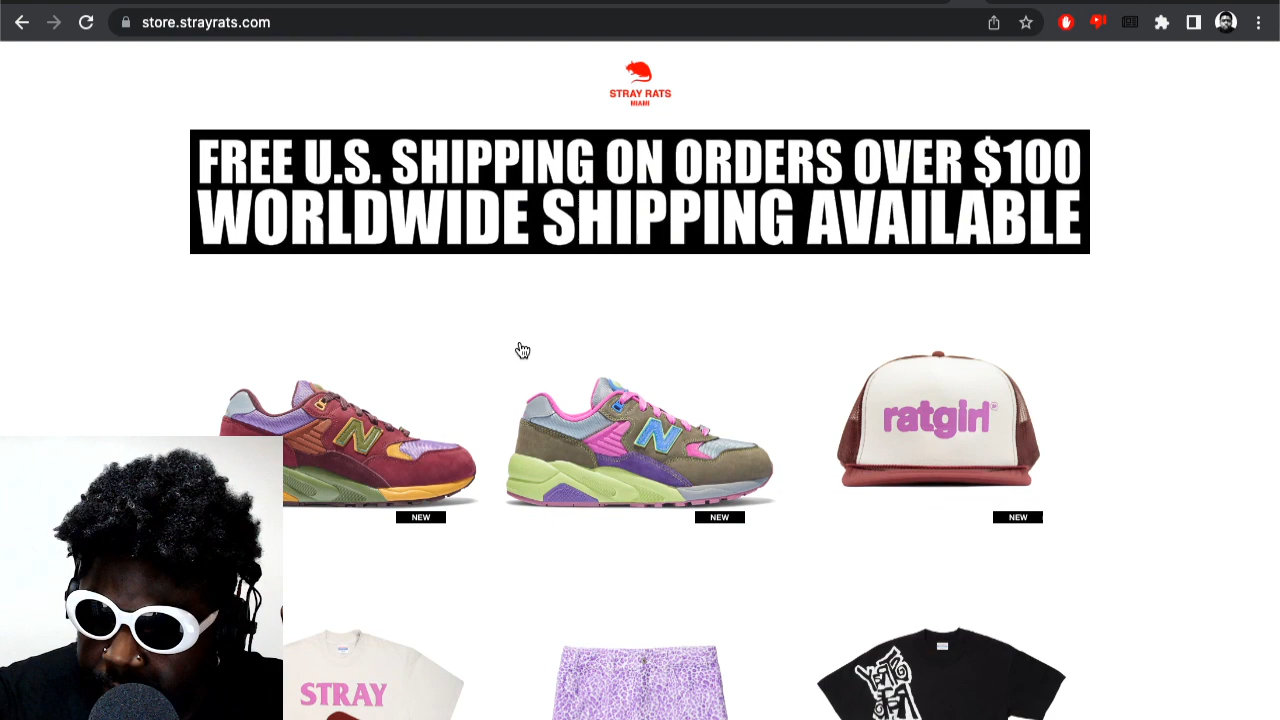 store.strayrats.com
STRAY RATS
MIAMI
FREE U.S. SHIPPING ON ORDERS OVER $100
WORLDWIDE SHIPPING AVAILABLE
N
N
ratgirl®
NEW
NEW
NEW
STRAY